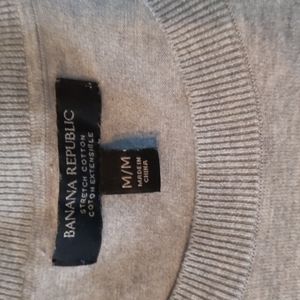 BANANA REPUBLIC
STRETCH COTTON
COTON EXTENSIBLE
M/M
MADE IN
CHINA